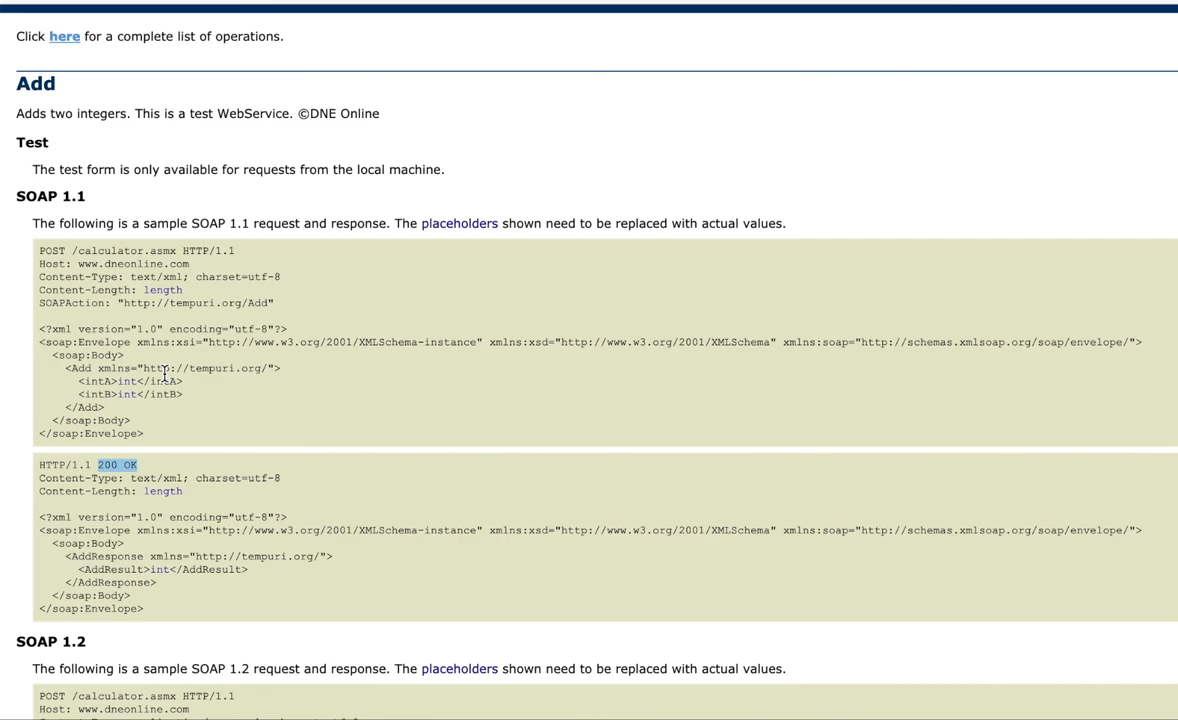 Click here for a complete list of operations.
Add
Adds two integers. This is a test WebService. ©DNE Online
Test
The test form is only available for requests from the local machine.
SOAP 1.1
The following is a sample SOAP 1.1 request and response. The placeholders shown need to be replaced with actual values.
POST /calculator.asmx HTTP/1.1
Host: www.dneonline.com
Content-Type: text/xml; charset=utf-8
Content-Length: length
SOAPAction: "http://tempuri.org/Add"
<?xml version="1.0" encoding="utf-8"?>
<soap:Envelope xmlns:xsi="http://www.w3.org/2001/XMLSchema-instance" xmlns:xsd="http://www.w3.org/2001/XMLSchema" xmlns:soap="http://schemas.xmlsoap.org/soap/envelope/">
  <soap:Body>
    <Add xmlns="http://tempuri.org/">
      <intA>int</intA>
      <intB>int</intB>
    </Add>
  </soap:Body>
</soap:Envelope>
HTTP/1.1 200 OK
Content-Type: text/xml; charset=utf-8
Content-Length: length
<?xml version="1.0" encoding="utf-8"?>
<soap:Envelope xmlns:xsi="http://www.w3.org/2001/XMLSchema-instance" xmlns:xsd="http://www.w3.org/2001/XMLSchema" xmlns:soap="http://schemas.xmlsoap.org/soap/envelope/">
  <soap:Body>
    <AddResponse xmlns="http://tempuri.org/">
      <AddResult>int</AddResult>
    </AddResponse>
  </soap:Body>
</soap:Envelope>
SOAP 1.2
The following is a sample SOAP 1.2 request and response. The placeholders shown need to be replaced with actual values.
POST /calculator.asmx HTTP/1.1
Host: www.dneonline.com